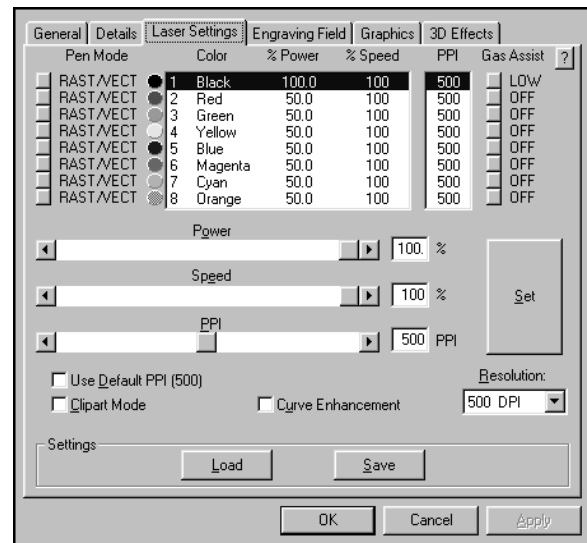 General Details Laser Settings Engraving Field Graphics 3D Effects
Pen Mode Color % Power % Speed PPI Gas Assist ?
RAST/VECT 1 Black 100.0 100 500 LOW
RAST/VECT 2 Red 50.0 100 500 OFF
RAST/VECT 3 Green 50.0 100 500 OFF
RAST/VECT 4 Yellow 50.0 100 500 OFF
RAST/VECT 5 Blue 50.0 100 500 OFF
RAST/VECT 6 Magenta 50.0 100 500 OFF
RAST/VECT 7 Cyan 50.0 100 500 OFF
RAST/VECT 8 Orange 50.0 100 500 OFF
Power
100. %
Speed
100 %
Set
PPI
500 PPI
Use Default PPI (500)
Resolution:
Clipart Mode Curve Enhancement 500 DPI
Settings
Load Save
OK Cancel Apply